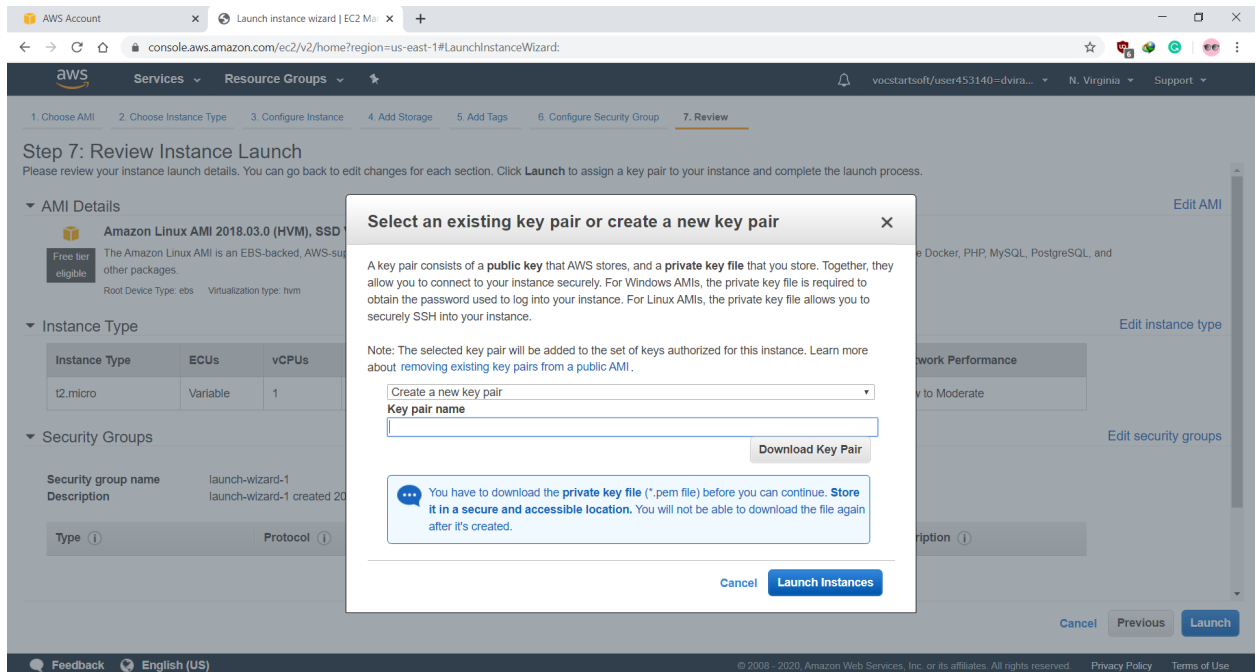 AWS Account
Launch instance wizard | EC2 Ma
console.aws.amazon.com/ec2/v2/home?region=us-east-1#LaunchInstanceWizard:
6
aws Services Resource Groups vocstartsoft/user453140=dvira... N. Virginia Support
1. Choose AMI 2. Choose Instance Type 3. Configure Instance 4. Add Storage 5. Add Tags 6. Configure Security Group 7. Review
Step 7: Review Instance Launch
Please review your instance launch details. You can go back to edit changes for each section. Click Launch to assign a key pair to your instance and complete the launch process.
AMI Details Edit AMI
Amazon Linux AMI 2018.03.0 (HVM), SSD
Free tier eligible
The Amazon Linux AMI is an EBS-backed, AWS-sup
e Docker, PHP, MySQL, PostgreSQL, and
other packages.
Root Device Type: ebs Virtualization type: hvm
Instance Type Edit instance type
Instance Type ECUs vCPUs work Performance
t2.micro Variable 1 to Moderate
Security Groups Edit security groups
Security group name launch-wizard-1
Description launch-wizard-1 created 20
Type Protocol ription
Select an existing key pair or create a new key pair
A key pair consists of a public key that AWS stores, and a private key file that you store. Together, they
allow you to connect to your instance securely. For Windows AMIs, the private key file is required to
obtain the password used to log into your instance. For Linux AMIs, the private key file allows you to
securely SSH into your instance.
Note: The selected key pair will be added to the set of keys authorized for this instance. Learn more
about removing existing key pairs from a public AMI .
Create a new key pair
Key pair name
Download Key Pair
You have to download the private key file (*.pem file) before you can continue. Store
it in a secure and accessible location. You will not be able to download the file again
after it's created.
Cancel Launch Instances
Cancel Previous Launch
Feedback English (US) © 2008 - 2020, Amazon Web Services, Inc. or its affiliates. All rights reserved. Privacy Policy Terms of Use